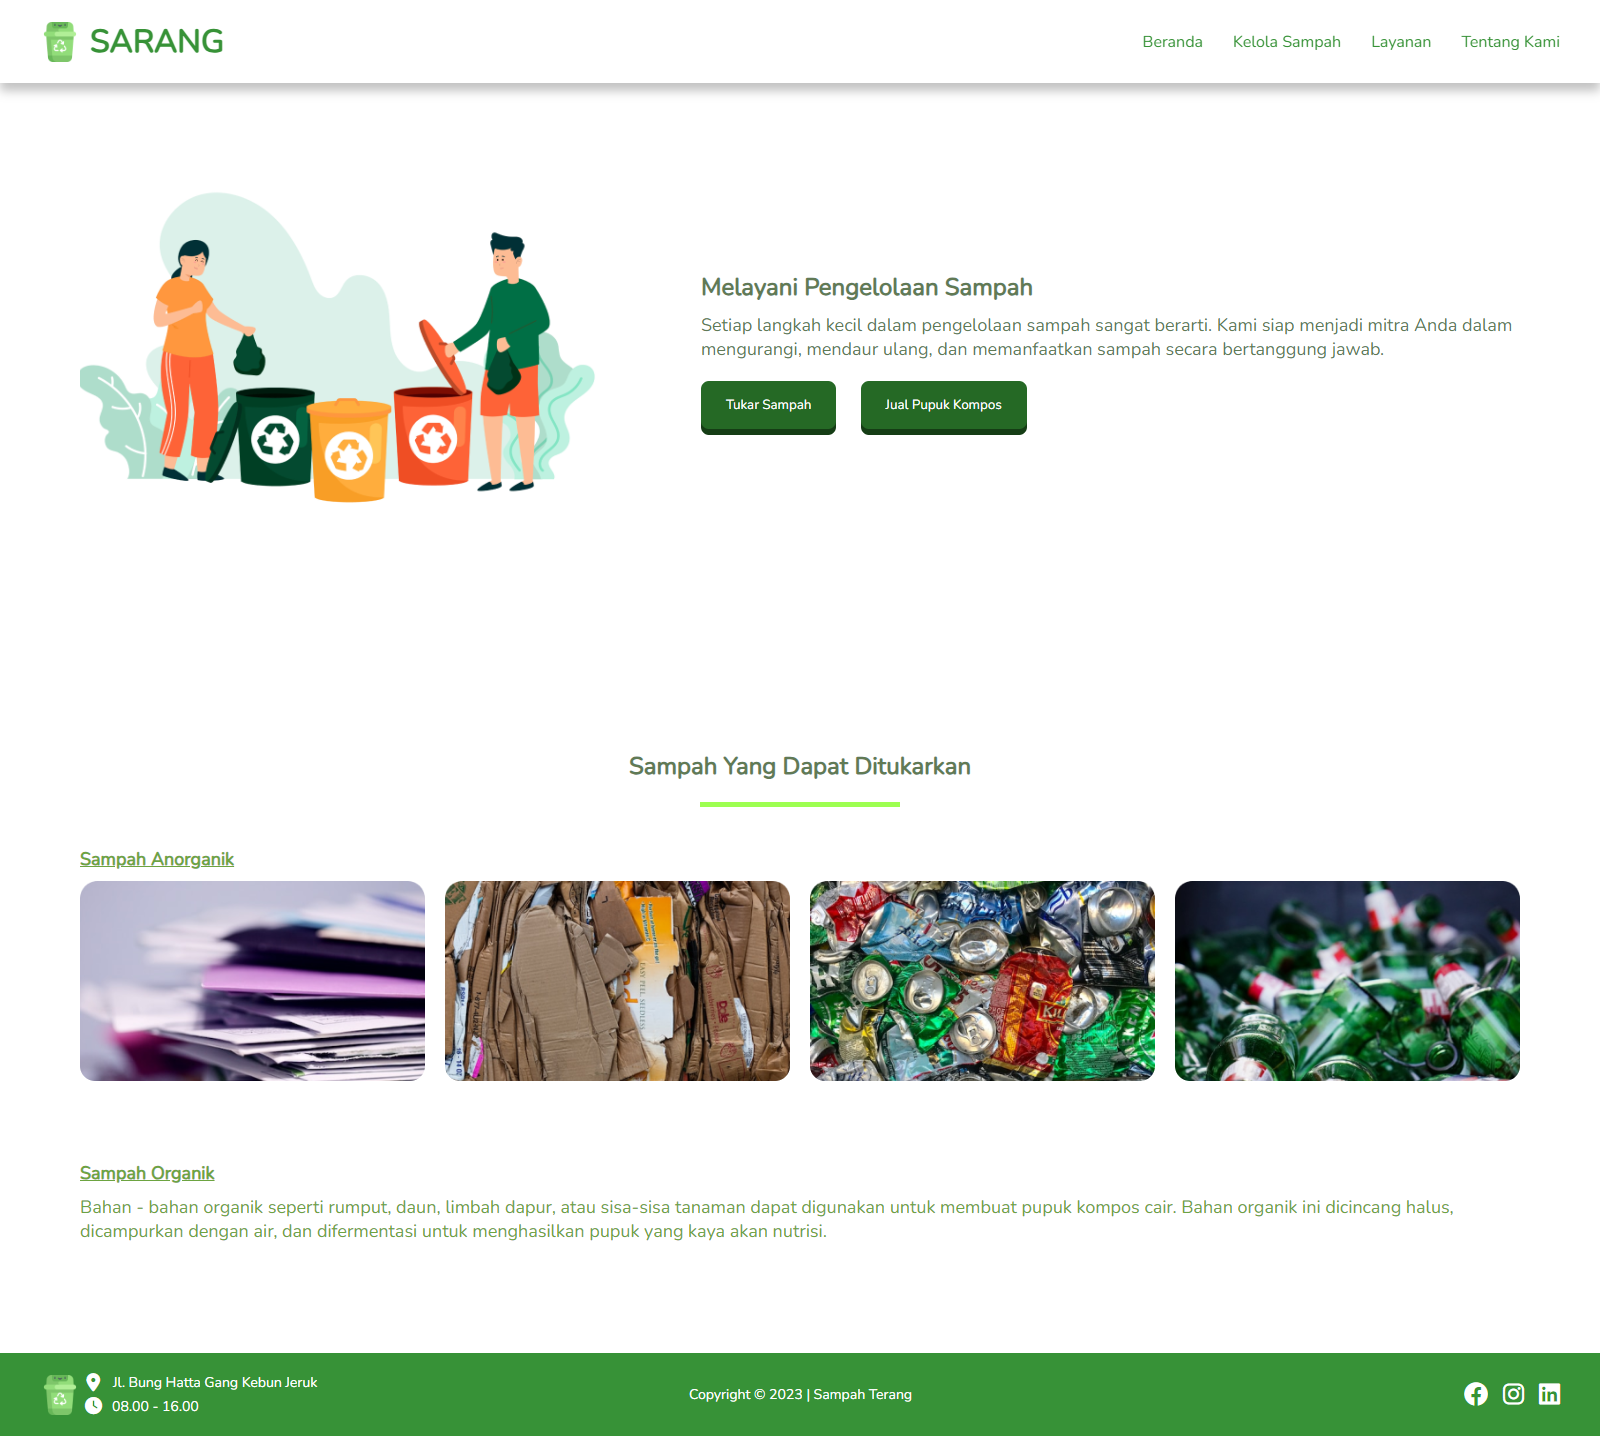 SARANG
Beranda
Kelola Sampah
Layanan
Tentang Kami
Melayani Pengelolaan Sampah
Setiap langkah kecil dalam pengelolaan sampah sangat berarti. Kami siap menjadi mitra Anda dalam
mengurangi, mendaur ulang, dan memanfaatkan sampah secara bertanggung jawab.
Tukar Sampah
Jual Pupuk Kompos
Sampah Yang Dapat Ditukarkan
Sampah Anorganik
Sampah Organik
Bahan - bahan organik seperti rumput, daun, limbah dapur, atau sisa-sisa tanaman dapat digunakan untuk membuat pupuk kompos cair. Bahan organik ini dicincang halus,
dicampurkan dengan air, dan difermentasi untuk menghasilkan pupuk yang kaya akan nutrisi.
Jl. Bung Hatta Gang Kebun Jeruk
08.00 - 16.00
Copyright © 2023 | Sampah Terang